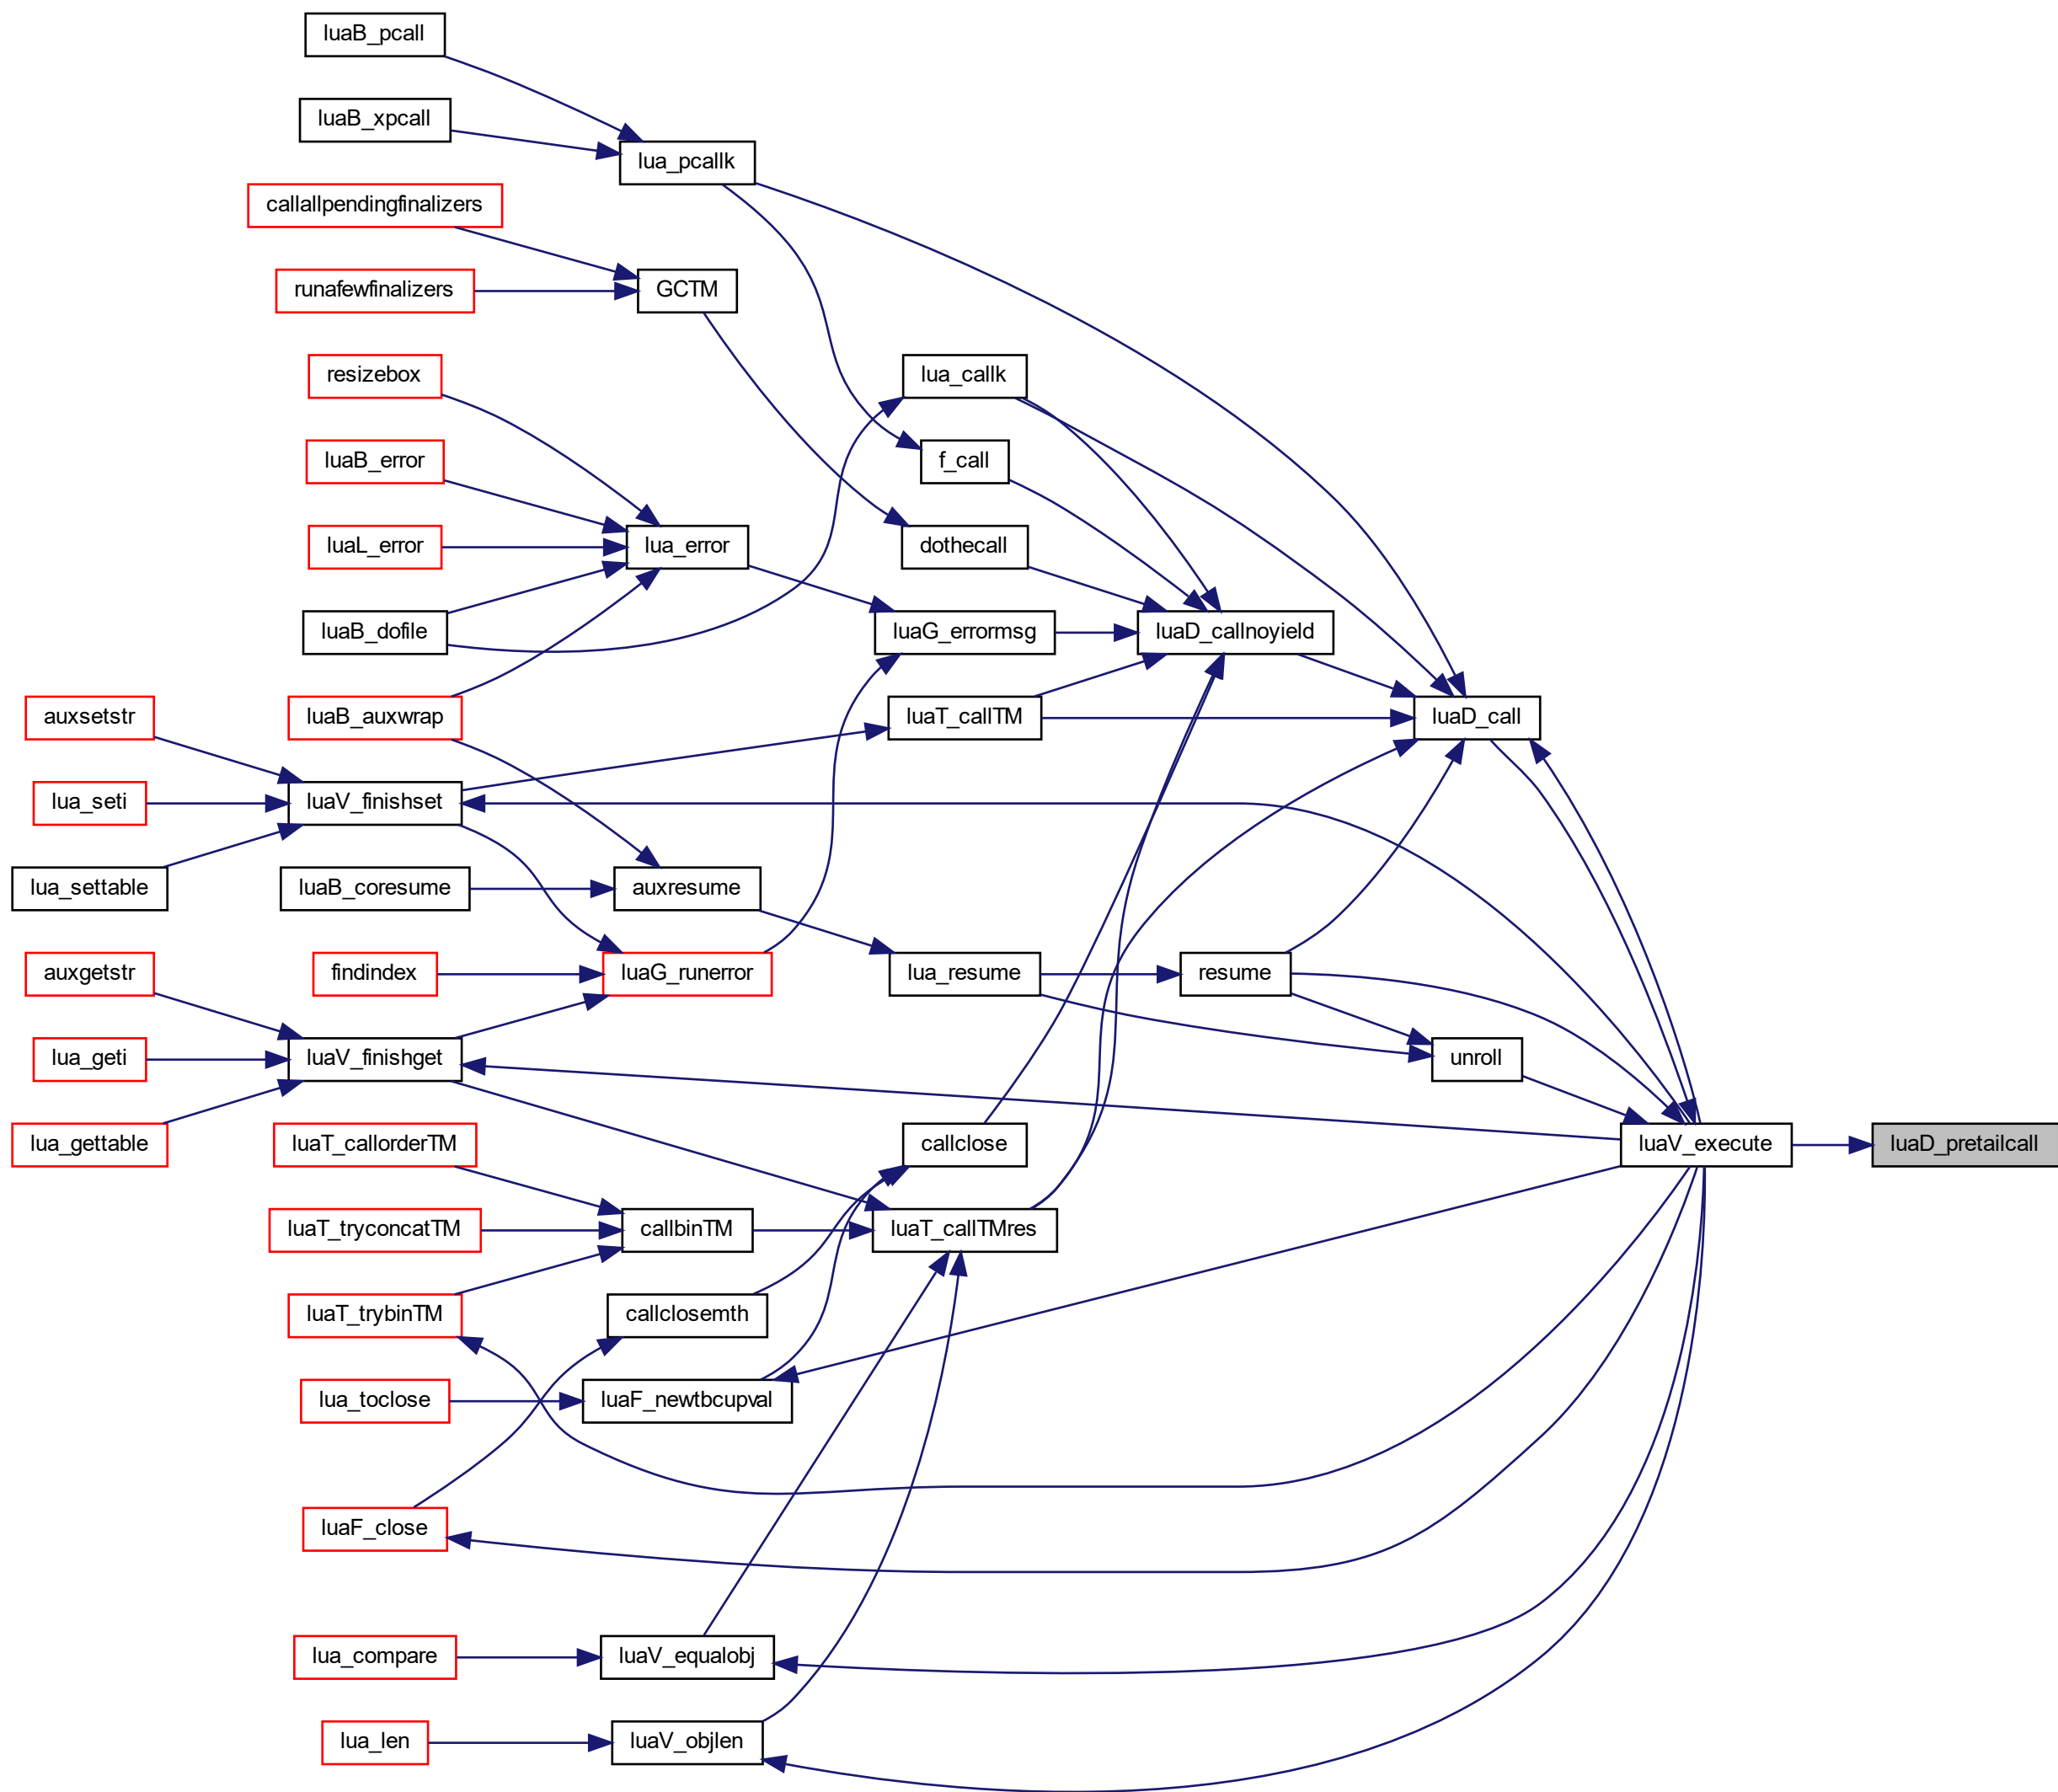 luaB_pcall
luaB_xpcall
lua_pcallk
callallpendingfinalizers
runafewfinalizers
GCTM
resizebox
lua_callk
luaB_error
f_call
luaL_error
lua_error
dothecall
luaB_dofile
luaG_errormsg
luaD_callnoyield
auxsetstr
luaB_auxwrap
luaT_callTM
luaD_call
lua_seti
luaV_finishset
lua_settable
luaB_coresume
auxresume
auxgetstr
findindex
luaG_runerror
lua_resume
resume
lua_geti
luaV_finishget
unroll
lua_gettable
luaT_callorderTM
callclose
luaV_execute
luaD_pretailcall
luaT_tryconcatTM
callbinTM
luaT_callTMres
luaT_trybinTM
callclosemth
lua_toclose
luaF_newtbcupval
luaF_close
lua_compare
luaV_equalobj
lua_len
luaV_objlen